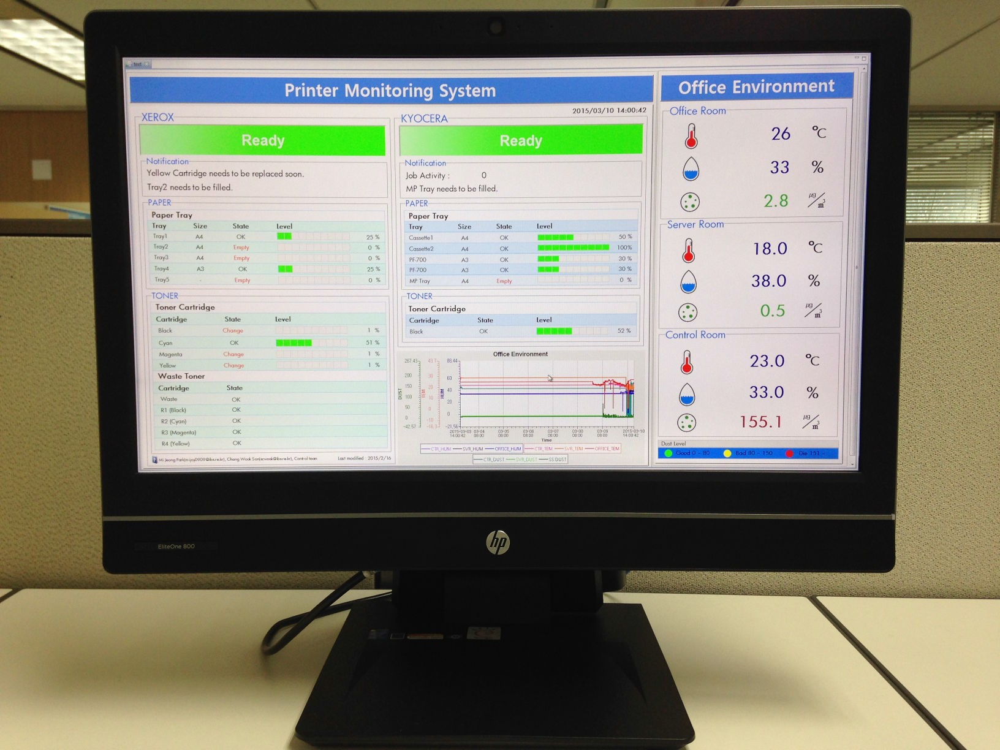 text
Printer Monitoring System
2015/03/10 14:00:42
XEROX
Ready
Notification
Yellow Cartridge needs to be replaced soon.
Tray2 needs to be filled.
PAPER
Paper Tray
Tray Size State Level
Tray1 A4 OK 25 %
Tray2 A4 Empty 0 %
Tray3 A4 Empty 0 %
Tray4 A3 OK 25 %
Tray5 - Empty 0 %
TONER
Toner Cartridge
Cartridge State Level
Black Change 1 %
Cyan OK 51 %
Magenta Change 1 %
Yellow Change 1 %
Waste Toner
Cartridge State
Waste OK
R1 (Black) OK
R2 (Cyan) OK
R3 (Magenta) OK
R4 (Yellow) OK
Mi Jeong Park(mijoy0909@ibs.re.kr), Chang Wook Son(scwook@ibs.re.kr), Control team
Last modified : 2015/2/16
KYOCERA
Ready
Notification
Job Activity : 0
MP Tray needs to be filled.
PAPER
Paper Tray
Tray Size State Level
Cassette1 A4 OK 50 %
Cassette2 A4 OK 100%
PF-700 A3 OK 30 %
PF-700 A3 OK 30 %
MP Tray A4 Empty 0 %
TONER
Toner Cartridge
Cartridge State Level
Black OK 52 %
Office Environment
267.43 43.7 88.44
200 30 60
150 20 40
100 10 20
50 0 0
0 -10
-42.57 -16.3 -21.56
DUST TEM HUM
2015-03-03 03-04 03-05 03-06 03-07 03-08 03-09 2015-03-10
14:00:42 08:00 08:00 08:00 08:00 08:00 08:00 14:00:42
Time
CTR_HUM SVR_HUM OFFICE_HUM CTR_TEM SVR_TEM OFFICE_TEM
CTR_DUST SVR_DUST SS DUST
Office Environment
Office Room
26 °C
33 %
2.8 µg/m³
Server Room
18.0 °C
38.0 %
0.5 µg/m³
Control Room
23.0 °C
33.0 %
155.1 µg/m³
Dust Level
Good 0 - 80 Bad 80 - 150 Die 151 -
EliteOne 800
hp